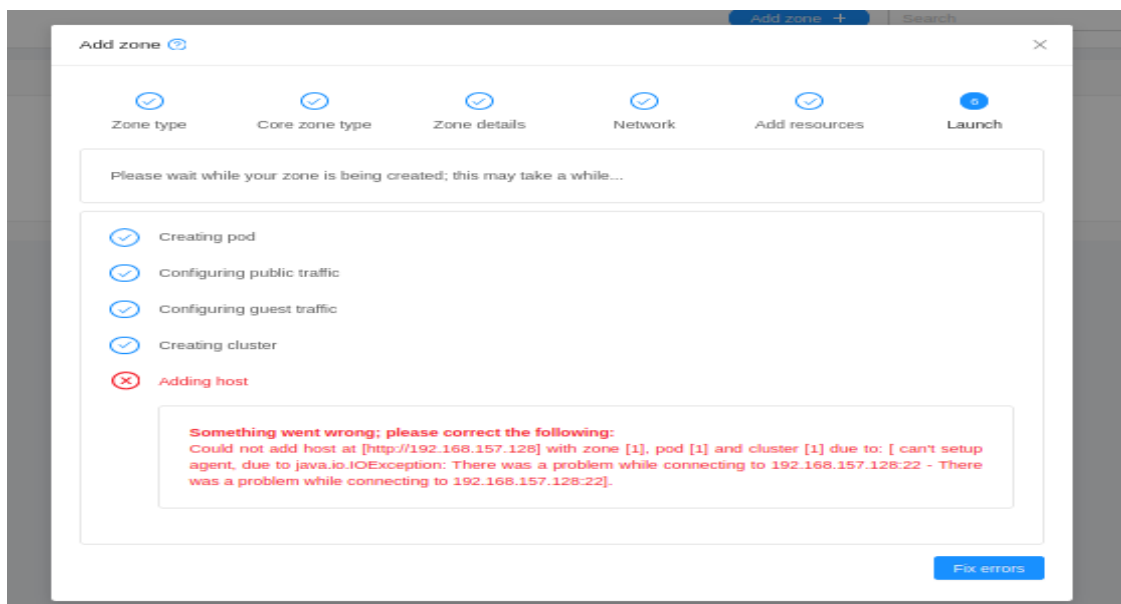 Add zone +
Search
Add zone
Zone type
Core zone type
Zone details
Network
Add resources
6
Launch
Please wait while your zone is being created; this may take a while...
Creating pod
Configuring public traffic
Configuring guest traffic
Creating cluster
Adding host
Something went wrong; please correct the following:
Could not add host at [http://192.168.157.128] with zone [1], pod [1] and cluster [1] due to: [ can't setup
agent, due to java.io.IOException: There was a problem while connecting to 192.168.157.128:22 - There
was a problem while connecting to 192.168.157.128:22].
Fix errors